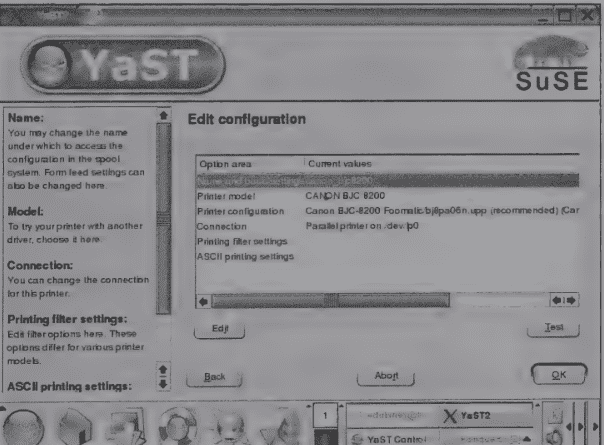 YaST2
YaST
SuSE
Name:
You may change the name
under which to access the
configuration in the spool
system. Form feed settings can
also be changed here.
Model:
To try your printer with another
driver, choose it here.
Connection:
You can change the connection
for this printer.
Printing filter settings:
Edit filter options here. These
options differ for various printer
models.
ASCII printing settings:
Edit configuration
Option area Current values
Printer model CANON BJC 8200
Printer configuration Canon BJC-8200 Foomatic/bj8pa06n.upp (recommended) (Car
Connection Parallel printer on /dev/lp0
Printing filter settings
ASCII printing settings
Edit
Test
Back
Abort
OK
1
YaST2
YaST Control